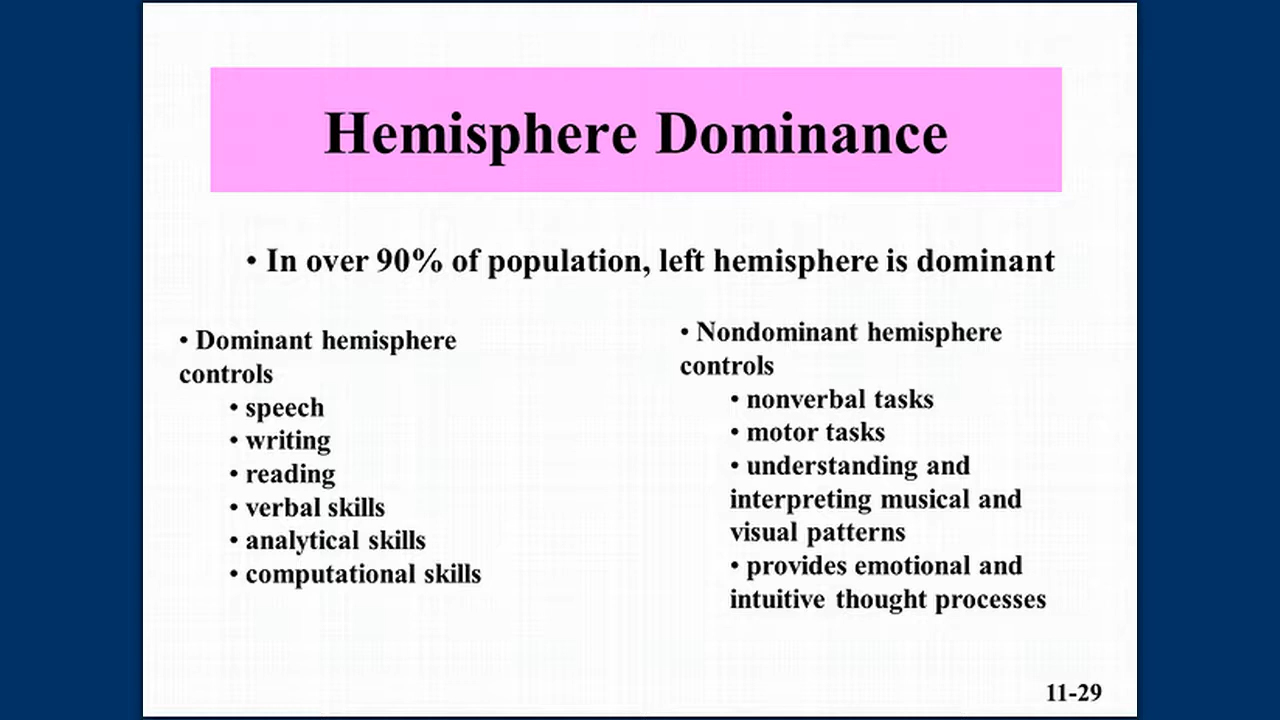 Hemisphere Dominance
• In over 90% of population, left hemisphere is dominant
• Dominant hemisphere
controls
• speech
• writing
• reading
• verbal skills
• analytical skills
• computational skills
• Nondominant hemisphere
controls
• nonverbal tasks
• motor tasks
• understanding and
interpreting musical and
visual patterns
• provides emotional and
intuitive thought processes
11-29